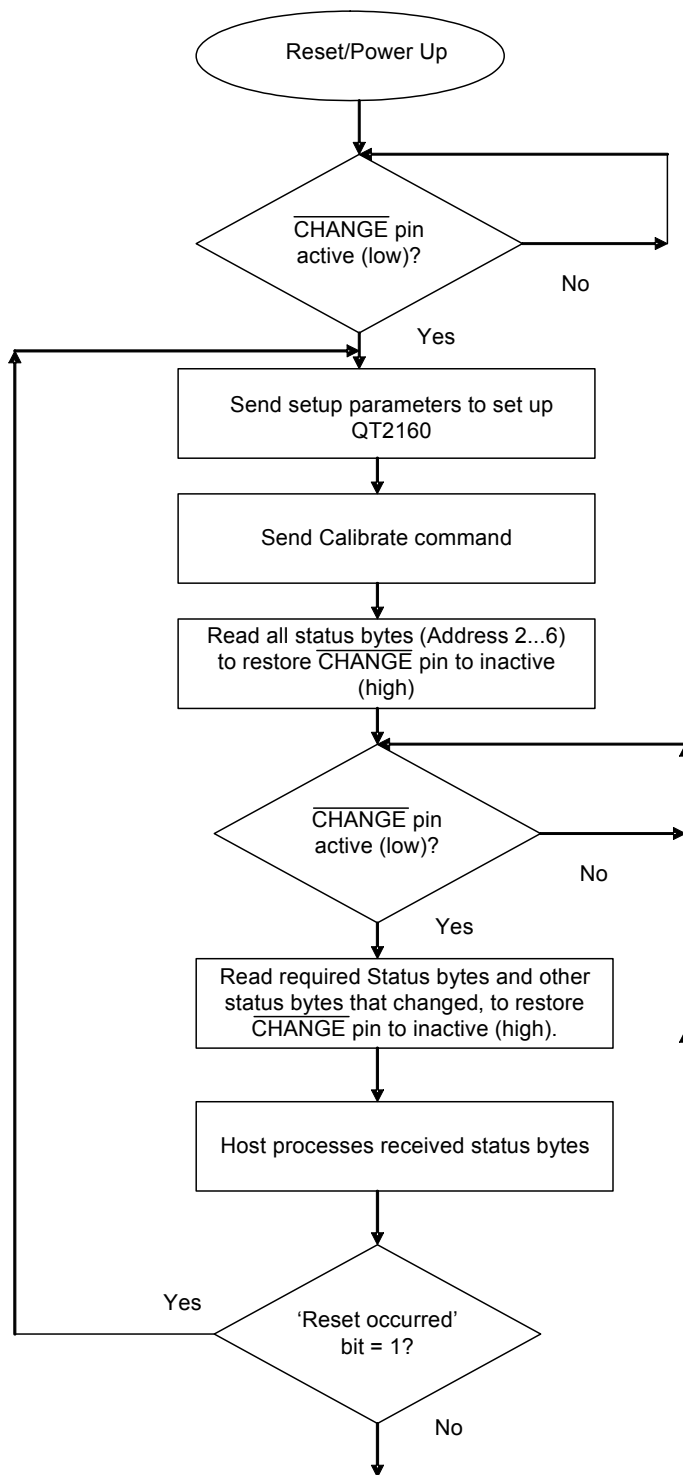 Reset/Power Up
CHANGE pin
active (low)?
No
Yes
Send setup parameters to set up
QT2160
Send Calibrate command
Read all status bytes (Address 2...6)
to restore CHANGE pin to inactive
(high)
CHANGE pin
active (low)?
No
Yes
Read required Status bytes and other
status bytes that changed, to restore
CHANGE pin to inactive (high).
Host processes received status bytes
Yes
‘Reset occurred’
bit = 1?
No